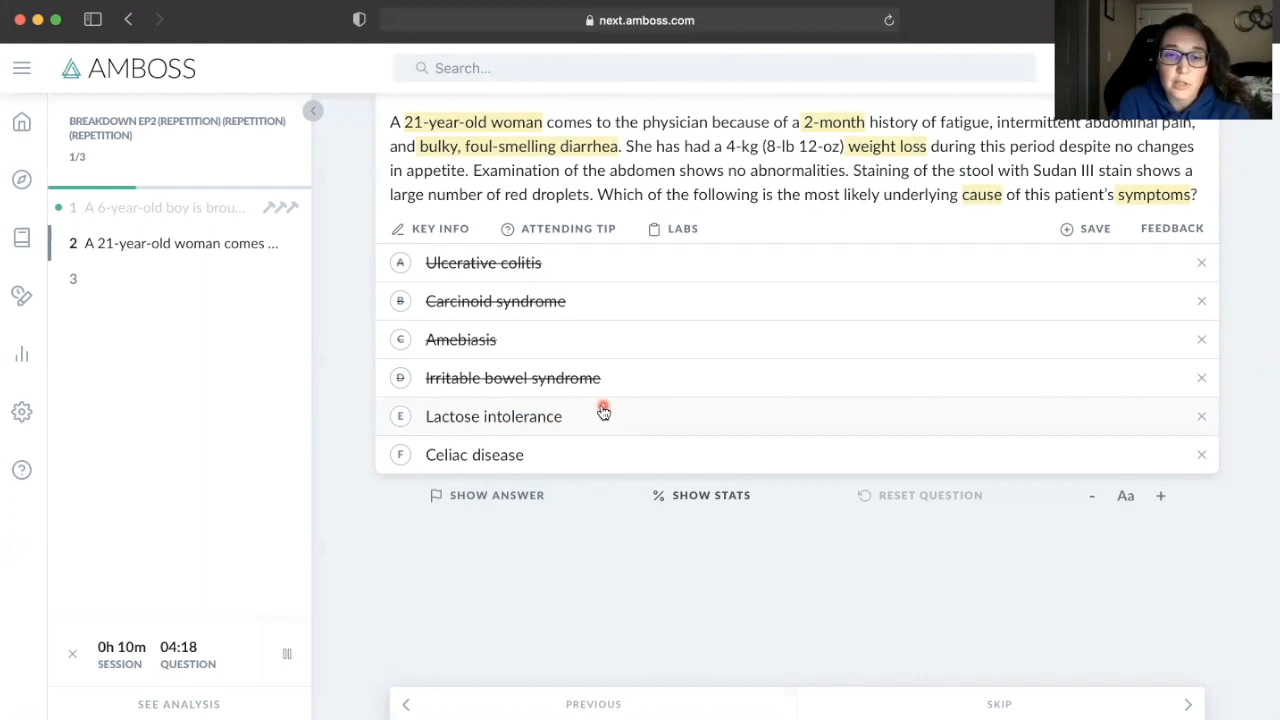 next.amboss.com
AMBOSS
Search...
BREAKDOWN EP2 (REPETITION) (REPETITION)
(REPETITION)
1/3
1 A 6-year-old boy is brou...
2 A 21-year-old woman comes ...
3
A 21-year-old woman comes to the physician because of a 2-month history of fatigue, intermittent abdominal pain,
and bulky, foul-smelling diarrhea. She has had a 4-kg (8-lb 12-oz) weight loss during this period despite no changes
in appetite. Examination of the abdomen shows no abnormalities. Staining of the stool with Sudan III stain shows a
large number of red droplets. Which of the following is the most likely underlying cause of this patient's symptoms?
KEY INFO ATTENDING TIP LABS SAVE FEEDBACK
A Ulcerative colitis
B Carcinoid syndrome
C Amebiasis
D Irritable bowel syndrome
E Lactose intolerance
F Celiac disease
SHOW ANSWER % SHOW STATS RESET QUESTION - Aa +
0h 10m 04:18
SESSION QUESTION
SEE ANALYSIS
PREVIOUS SKIP